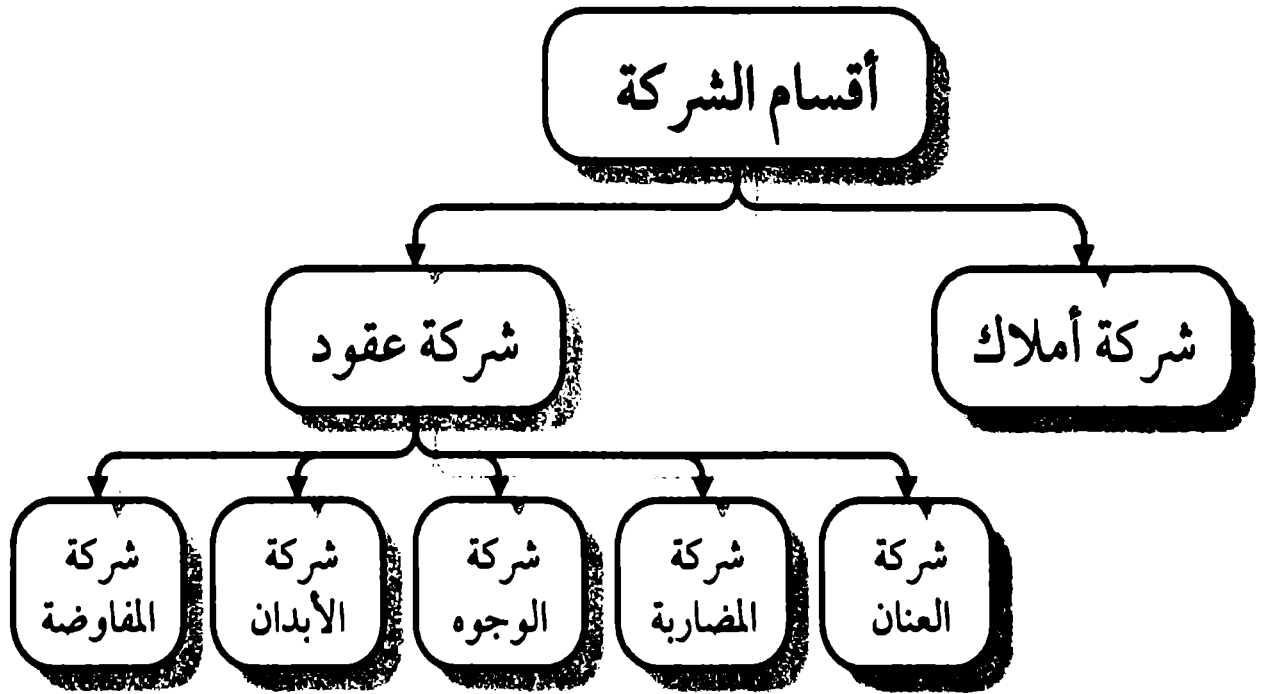 أقسام الشركة
شركة أملاك
شركة عقود
شركة
العنان
شركة
المضاربة
شركة
الوجوه
شركة
الأبدان
شركة
المفاوضة